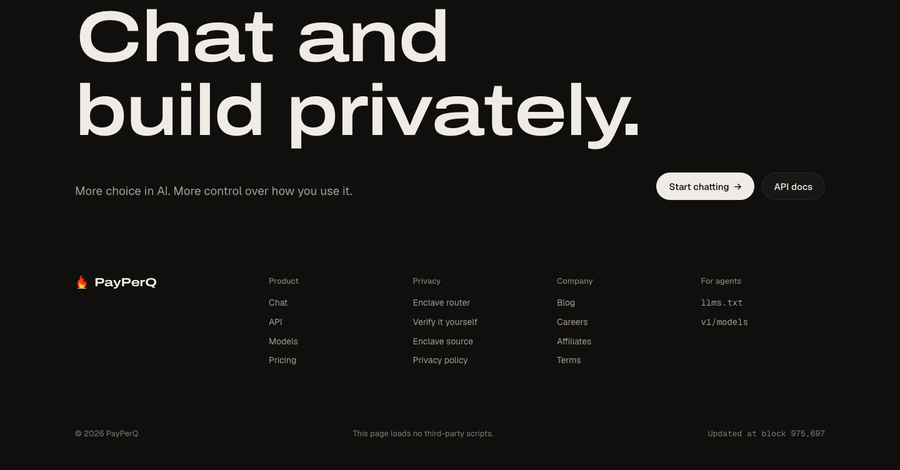 Chat and
build privately.
More choice in AI. More control over how you use it.
Start chatting →
API docs
PayPerQ
Product
Chat
API
Models
Pricing
Privacy
Enclave router
Verify it yourself
Enclave source
Privacy policy
Company
Blog
Careers
Affiliates
Terms
For agents
llms.txt
v1/models
© 2026 PayPerQ
This page loads no third-party scripts.
Updated at block 975,697